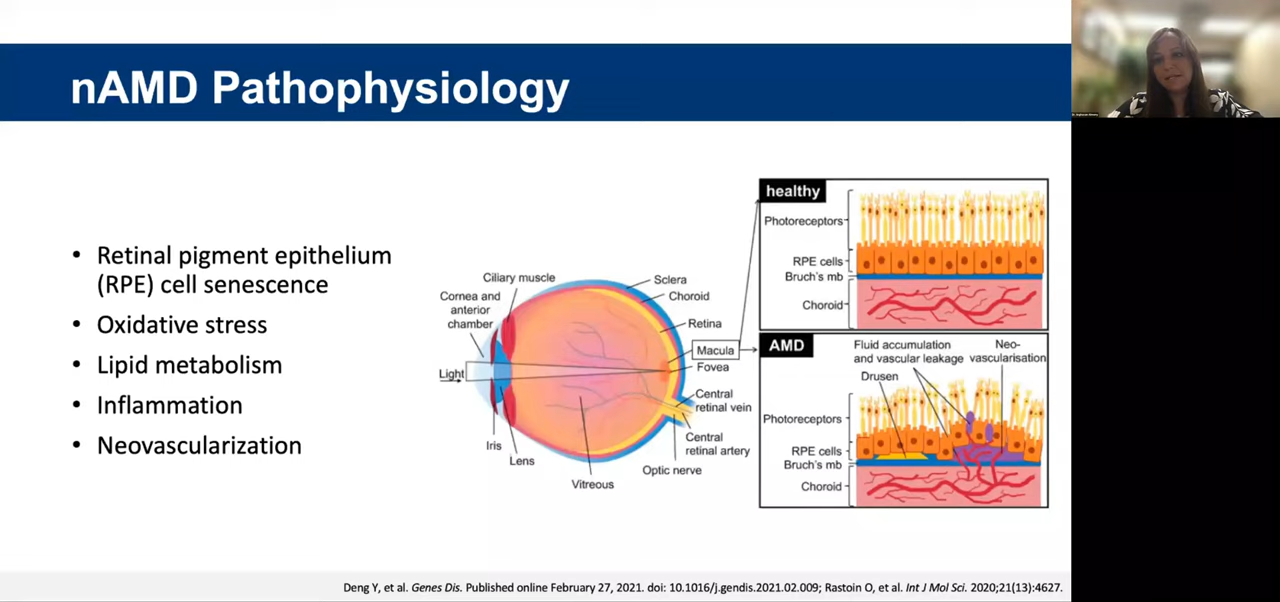 nAMD Pathophysiology
• Retinal pigment epithelium
(RPE) cell senescence
• Oxidative stress
• Lipid metabolism
• Inflammation
• Neovascularization
Ciliary muscle
Cornea and
anterior
chamber
Light
Iris
Lens
Vitreous
Sclera
Choroid
Retina
Macula
Fovea
Central
retinal vein
Central
retinal artery
Optic nerve
healthy
Photoreceptors
RPE cells
Bruch's mb
Choroid
AMD
Fluid accumulation
and vascular leakage
Neo-
vascularisation
Drusen
Photoreceptors
RPE cells
Bruch's mb
Choroid
Deng Y, et al. Genes Dis. Published online February 27, 2021. doi: 10.1016/j.gendis.2021.02.009; Rastoin O, et al. Int J Mol Sci. 2020;21(13):4627.